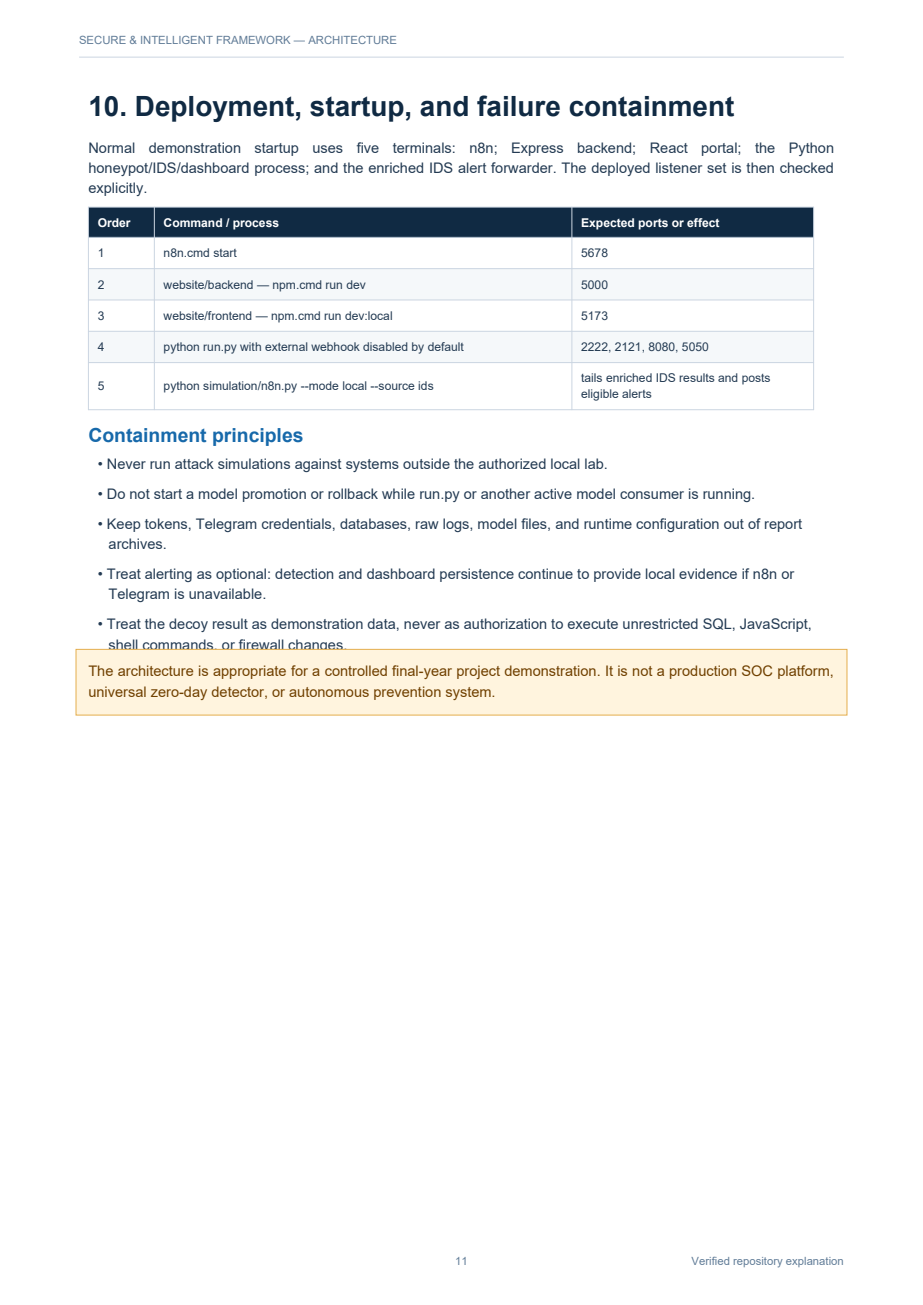 SECURE & INTELLIGENT FRAMEWORK — ARCHITECTURE
10. Deployment, startup, and failure containment
Normal demonstration startup uses five terminals: n8n; Express backend; React portal; the Python
honeypot/IDS/dashboard process; and the enriched IDS alert forwarder. The deployed listener set is then checked
explicitly.
Order Command / process Expected ports or effect
1 n8n.cmd start 5678
2 website/backend — npm.cmd run dev 5000
3 website/frontend — npm.cmd run dev:local 5173
4 python run.py with external webhook disabled by default 2222, 2121, 8080, 5050
5 python simulation/n8n.py --mode local --source ids tails enriched IDS results and posts
eligible alerts
Containment principles
• Never run attack simulations against systems outside the authorized local lab.
• Do not start a model promotion or rollback while run.py or another active model consumer is running.
• Keep tokens, Telegram credentials, databases, raw logs, model files, and runtime configuration out of report
archives.
• Treat alerting as optional: detection and dashboard persistence continue to provide local evidence if n8n or
Telegram is unavailable.
• Treat the decoy result as demonstration data, never as authorization to execute unrestricted SQL, JavaScript,
shell commands, or firewall changes.
The architecture is appropriate for a controlled final-year project demonstration. It is not a production SOC platform,
universal zero-day detector, or autonomous prevention system.
11 Verified repository explanation